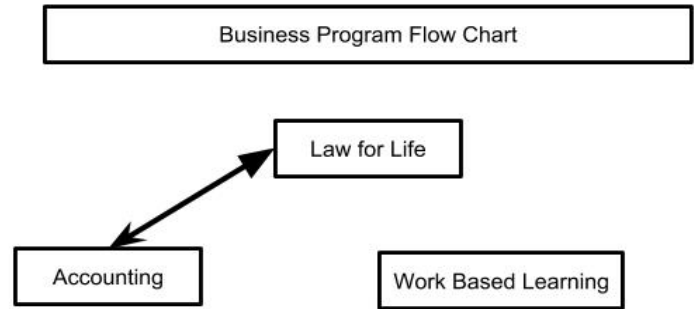 Business Program Flow Chart
Law for Life
Accounting
Work Based Learning